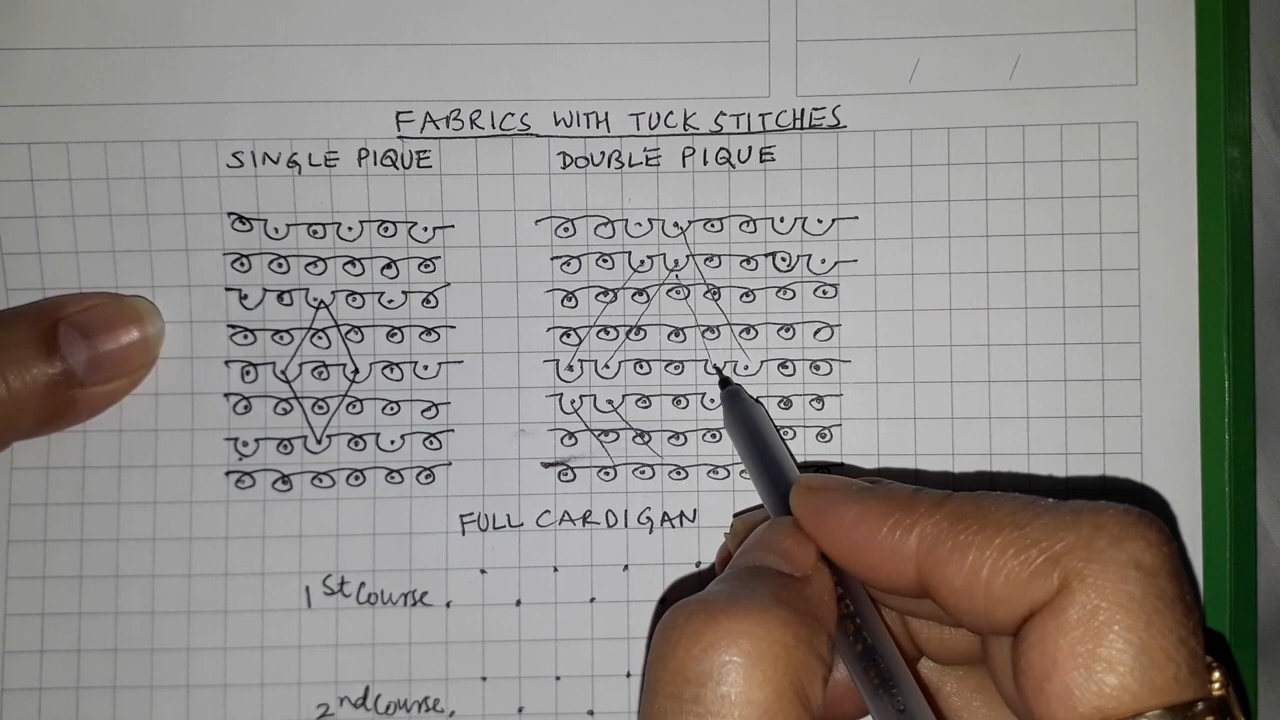 FABRICS WITH TUCK STITCHES
SINGLE PIQUE
DOUBLE PIQUE
FULL CARDIGAN
1st Course.
2nd Course.